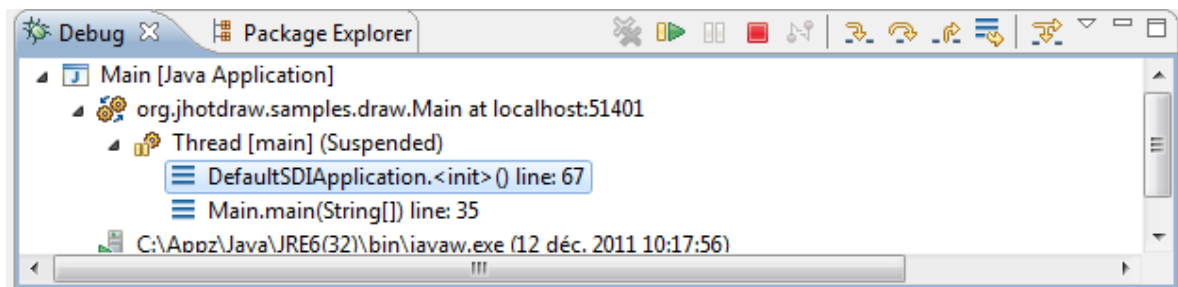 Debug Package Explorer
Main [Java Application]
org.jhotdraw.samples.draw.Main at localhost:51401
Thread [main] (Suspended)
DefaultSDIApplication.<init>() line: 67
Main.main(String[]) line: 35
C:\Appz\Java\JRE6(32)\bin\javaw.exe (12 déc. 2011 10:17:56)